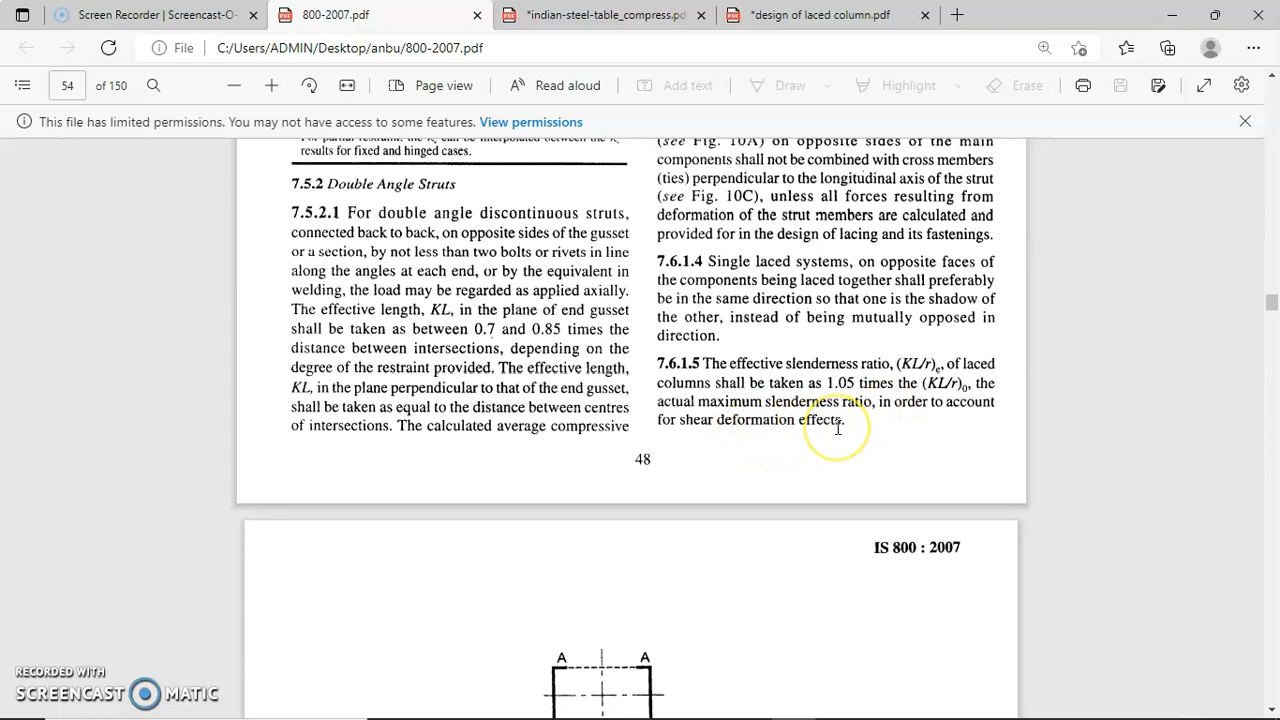 Screen Recorder | Screencast-O-
800-2007.pdf
*indian-steel-table_compress.pd
*design of laced column.pdf
File
C:/Users/ADMIN/Desktop/anbu/800-2007.pdf
54
of 150
Page view
Read aloud
Add text
Draw
Highlight
Erase
This file has limited permissions. You may not have access to some features. View permissions
results for fixed and hinged cases.
7.5.2 Double Angle Struts
7.5.2.1 For double angle discontinuous struts,
connected back to back, on opposite sides of the gusset
or a section, by not less than two bolts or rivets in line
along the angles at each end, or by the equivalent in
welding, the load may be regarded as applied axially.
The effective length, KL, in the plane of end gusset
shall be taken as between 0.7 and 0.85 times the
distance between intersections, depending on the
degree of the restraint provided. The effective length,
KL, in the plane perpendicular to that of the end gusset,
shall be taken as equal to the distance between centres
of intersections. The calculated average compressive
(see Fig. 10A) on opposite sides of the main
components shall not be combined with cross members
(ties) perpendicular to the longitudinal axis of the strut
(see Fig. 10C), unless all forces resulting from
deformation of the strut members are calculated and
provided for in the design of lacing and its fastenings.
7.6.1.4 Single laced systems, on opposite faces of
the components being laced together shall preferably
be in the same direction so that one is the shadow of
the other, instead of being mutually opposed in
direction.
7.6.1.5 The effective slenderness ratio, (KL/r)e, of laced
columns shall be taken as 1.05 times the (KL/r)0, the
actual maximum slenderness ratio, in order to account
for shear deformation effects.
48
IS 800 : 2007
A A
RECORDED WITH
SCREENCAST MATIC